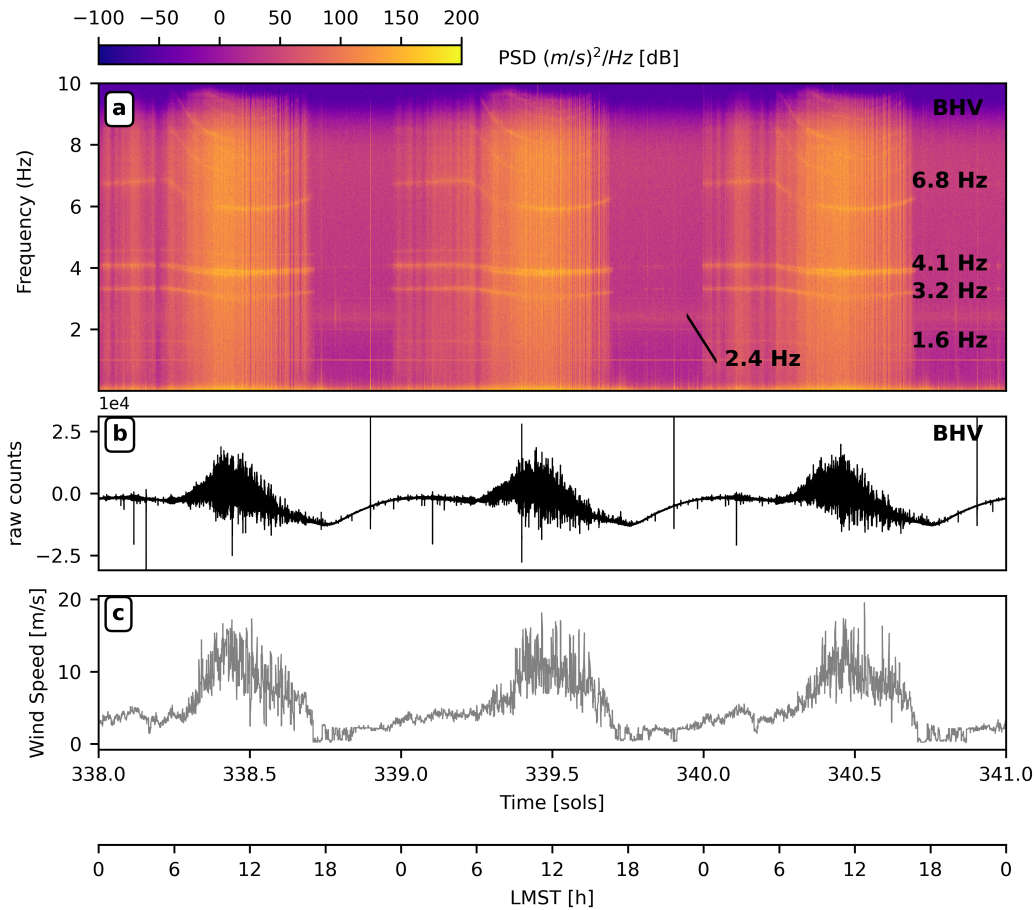 −100 −50 0 50 100 150 200
PSD (m/s)²/Hz [dB]
a
BHV
10
8
6
4
2
Frequency (Hz)
6.8 Hz
4.1 Hz
3.2 Hz
1.6 Hz
2.4 Hz
1e4
b
BHV
2.5
0.0
−2.5
raw counts
c
20
10
0
Wind Speed [m/s]
338.0 338.5 339.0 339.5 340.0 340.5 341.0
Time [sols]
0 6 12 18 0 6 12 18 0 6 12 18 0
LMST [h]